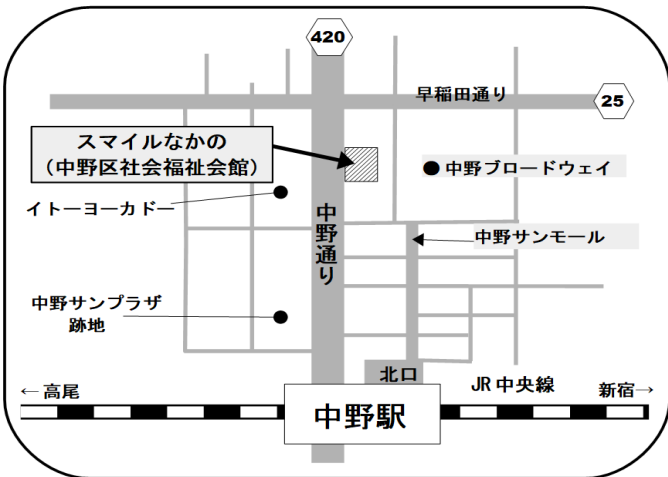 420
早稲田通り
25
スマイルなかの
（中野区社会福祉会館）
中野ブロードウェイ
イトーヨーカドー
中野通り
中野サンモール
中野サンプラザ
跡地
北口
JR中央線
←高尾
新宿→
中野駅